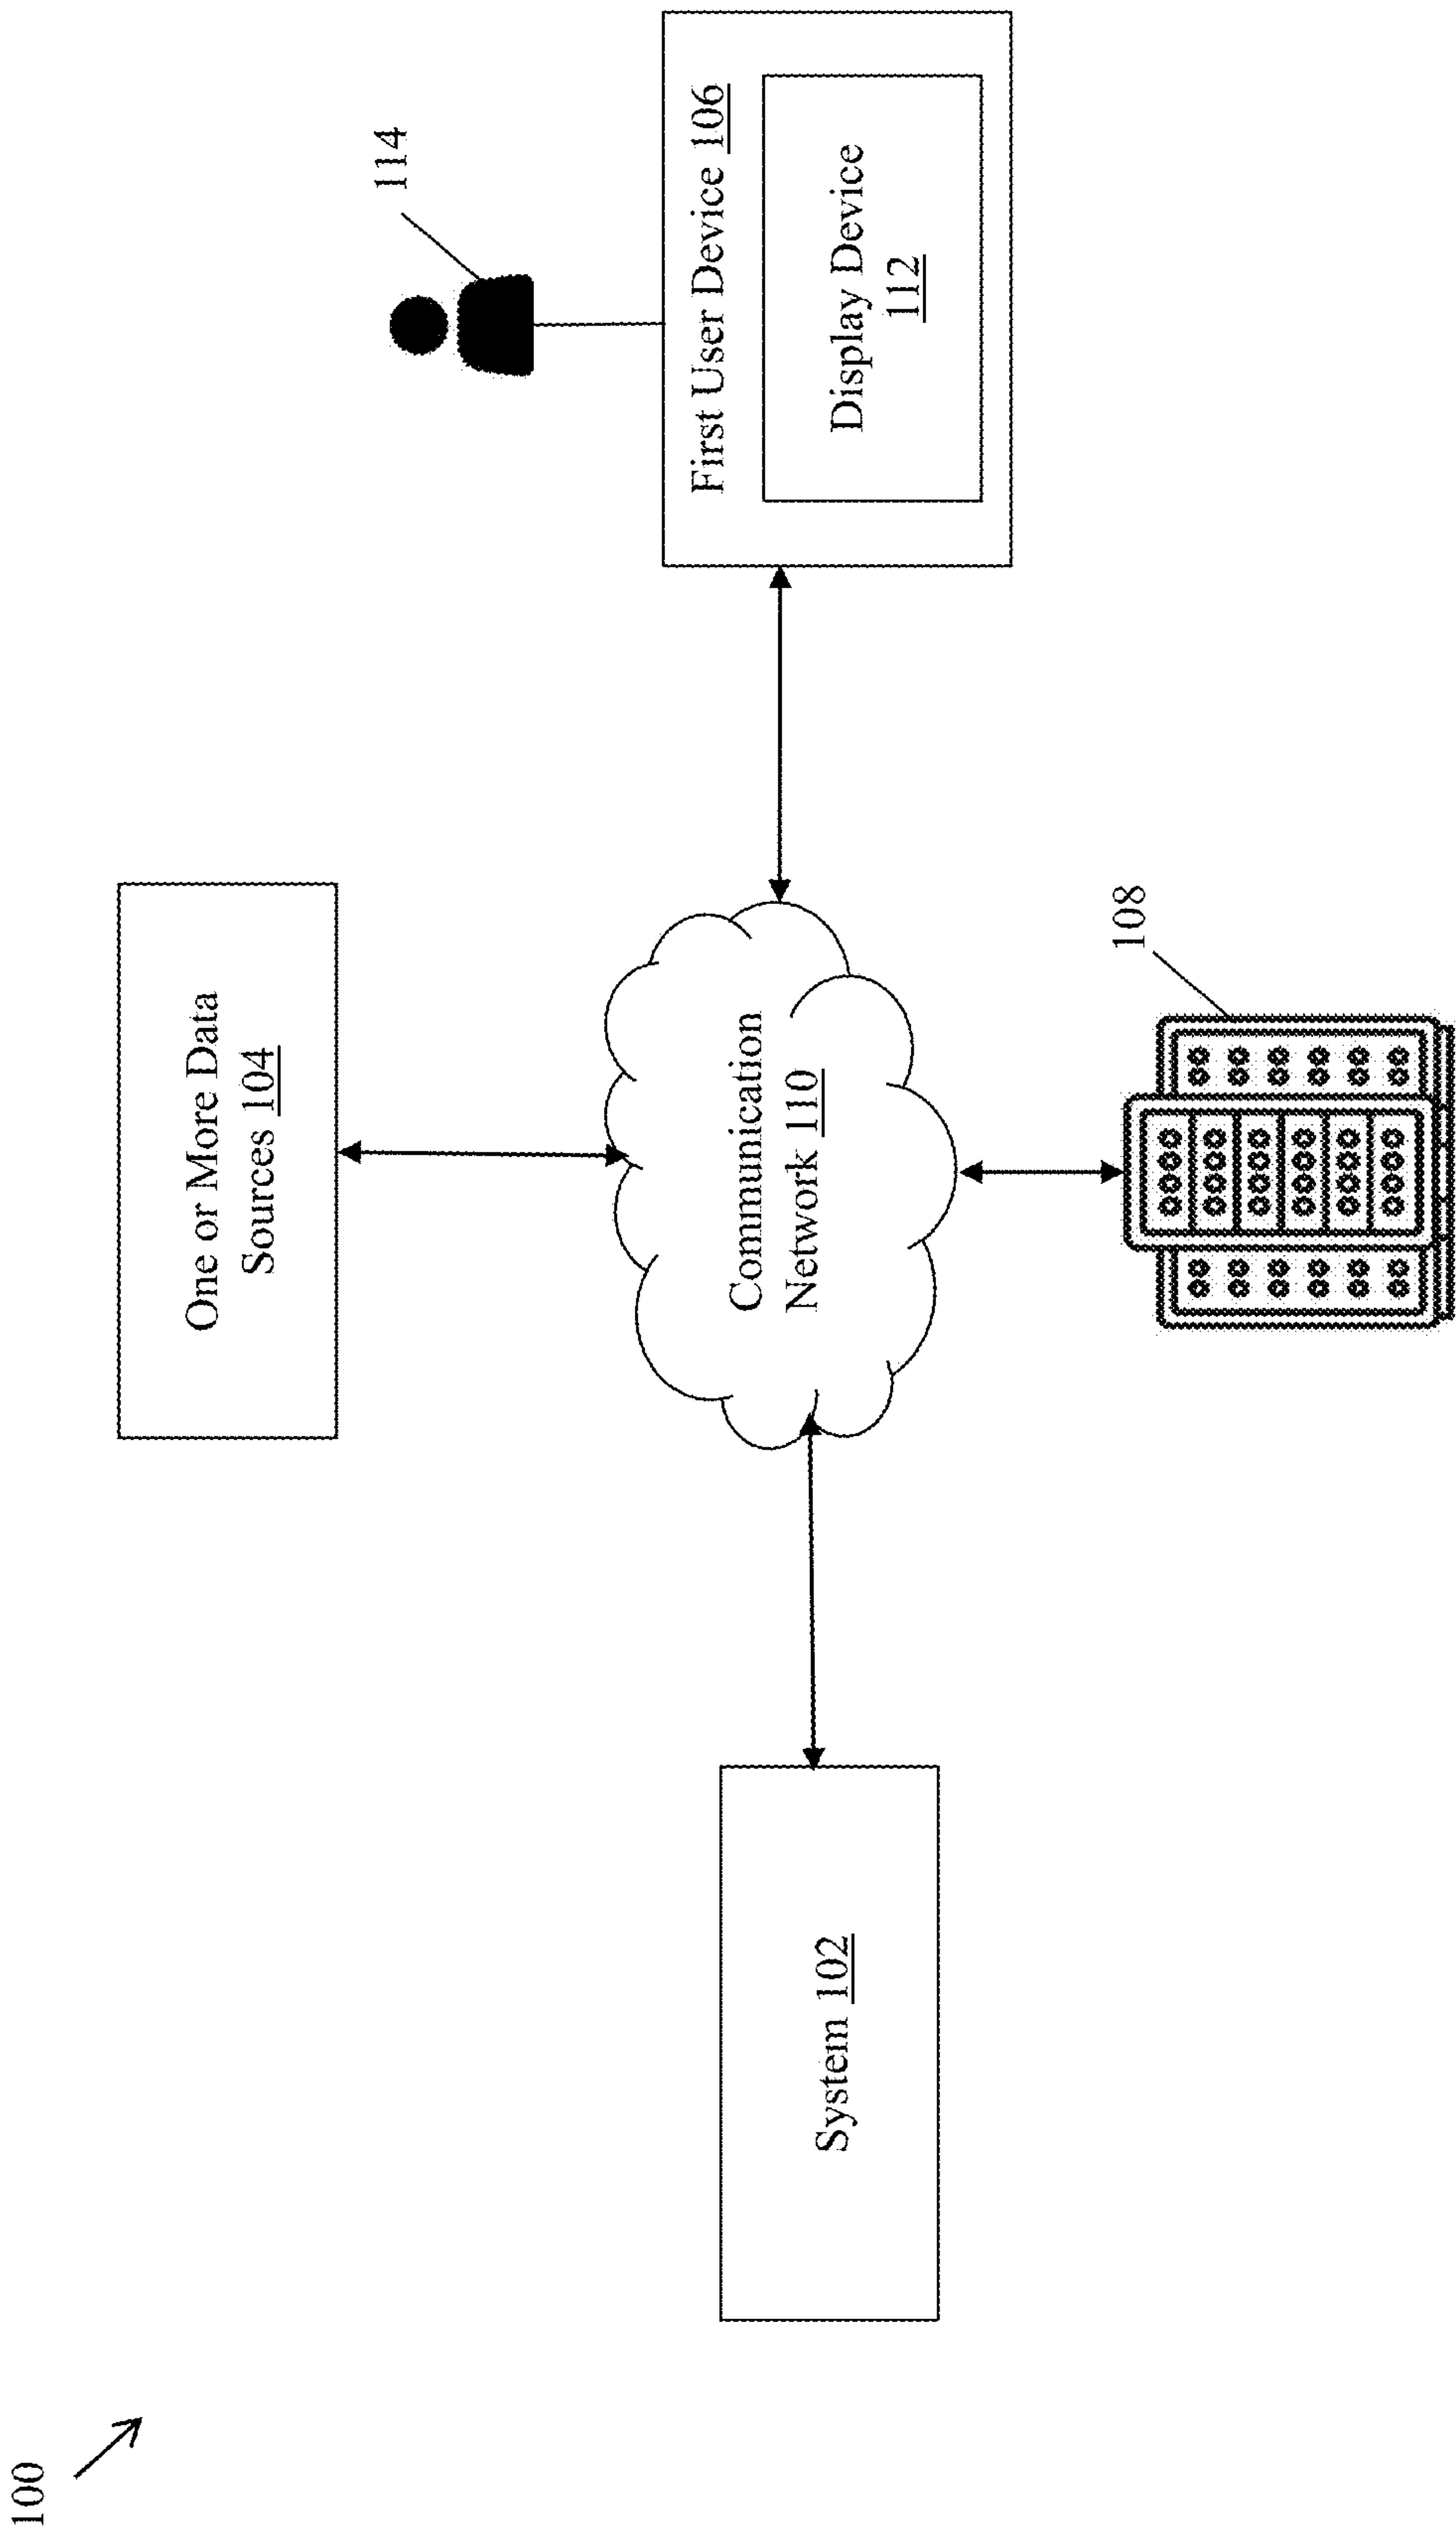 100
One or More Data
Sources 104
114
First User Device 106
Display Device
112
System 102
Communication
Network 110
108